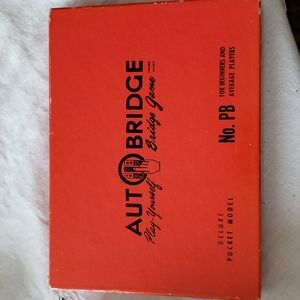 AUTOBRIDGE
Play-Yourself Bridge Game
No. PB
FOR BEGINNERS AND
AVERAGE PLAYERS
DELUXE
POCKET MODEL